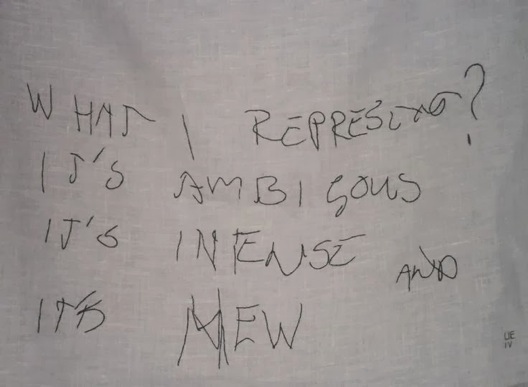 WHAT I REPRESENT?
IT'S AMBIGOUS
IT'S INTENSE AND
IT'S NEW